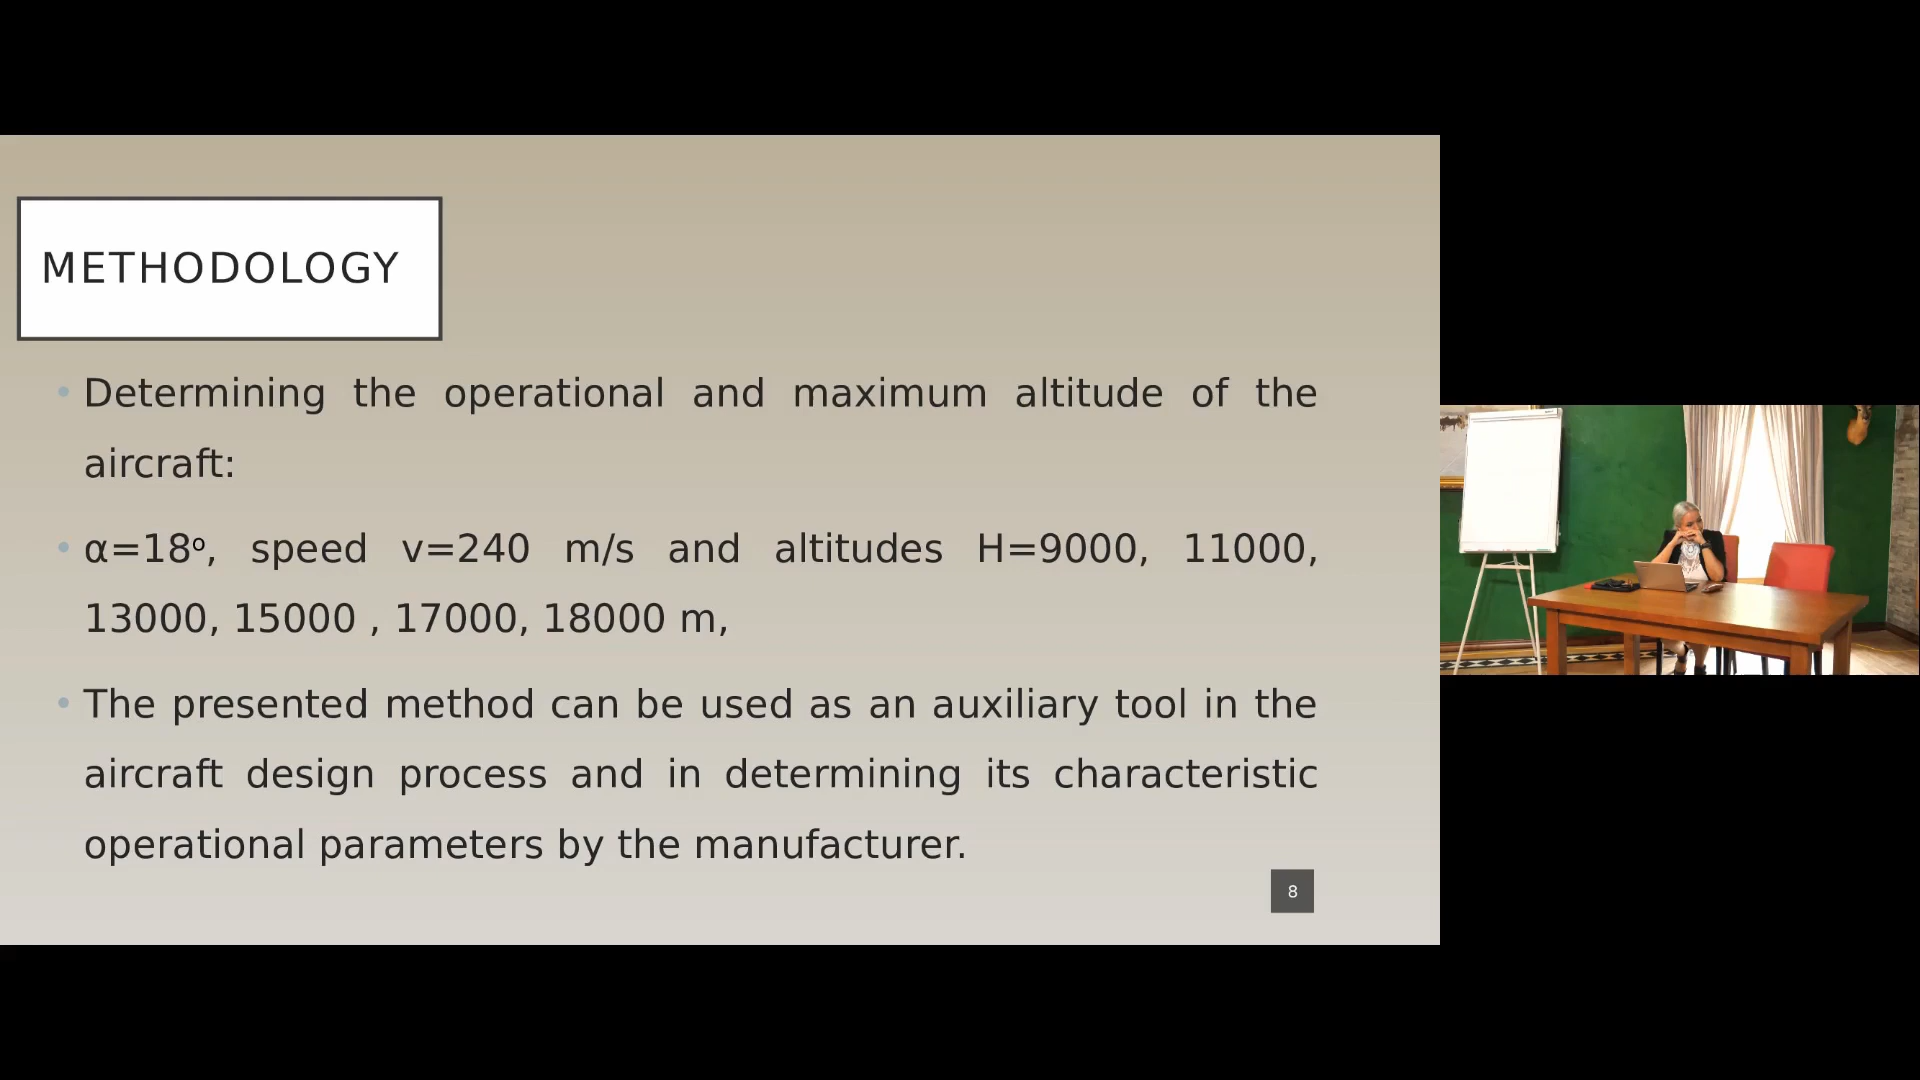 METHODOLOGY
• Determining the operational and maximum altitude of the
aircraft:
• α=18º, speed v=240 m/s and altitudes H=9000, 11000,
13000, 15000 , 17000, 18000 m,
• The presented method can be used as an auxiliary tool in the
aircraft design process and in determining its characteristic
operational parameters by the manufacturer.
8